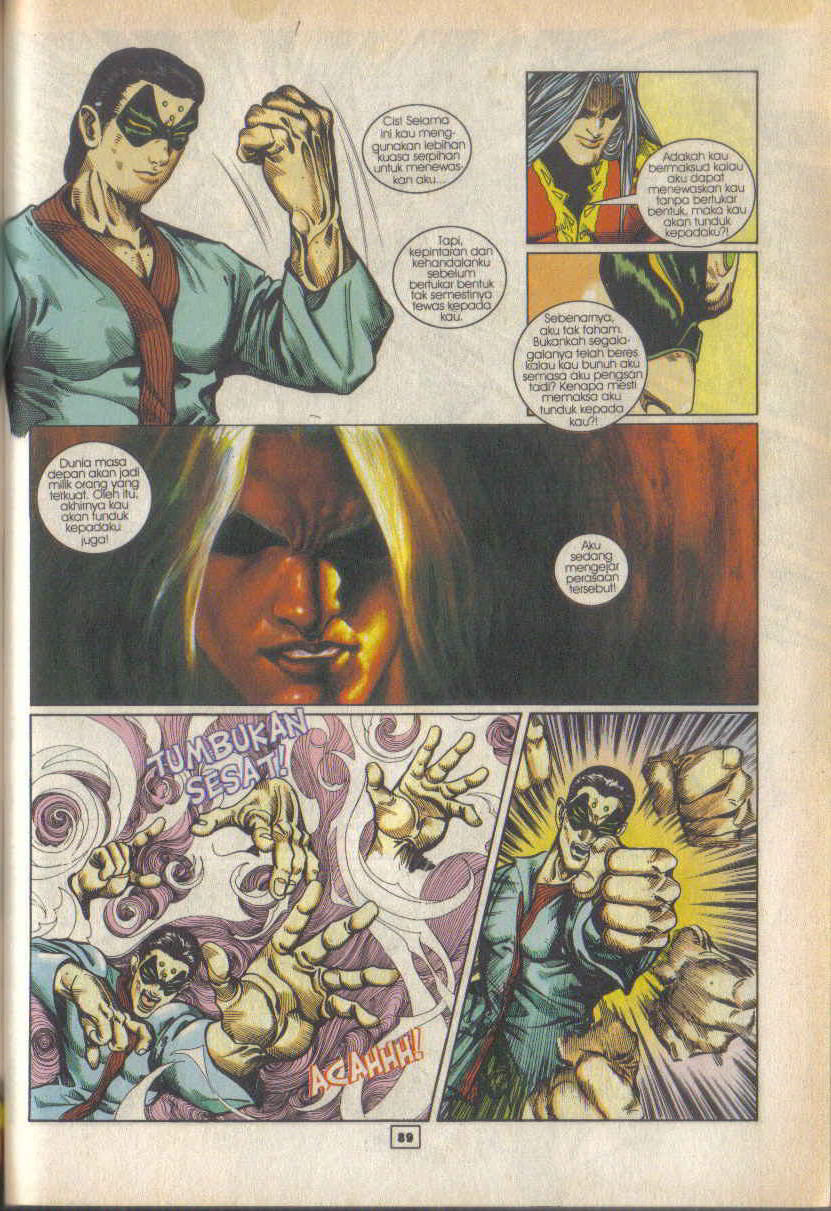 Cis! Selama
ini kau meng-
gunakan lebihan
kuasa serpihan
untuk menewas-
kan aku...
Tapi,
kepintaran dan
kehandalanku
sebelum
bertukar bentuk
tak semestinya
tewas kepada
kau.
Adakah kau
bermaksud kalau
aku dapat
menewaskan kau
tanpa bertukar
bentuk, maka kau
akan tunduk
kepadaku?!
Sebenarnya,
aku tak faham.
Bukankah segala-
galanya telah beres
kalau kau bunuh aku
semasa aku pengsan
tadi? Kenapa mesti
memaksa aku
tunduk kepada
kau?!
Dunia masa
depan akan jadi
milik orang yang
terkuat. Oleh itu,
akhirnya kau
akan tunduk
kepadaku
juga!
Aku
sedang
mengejar
perasaan
tersebut!
TUMBUKAN
SESAT!
ACAHHH!
89